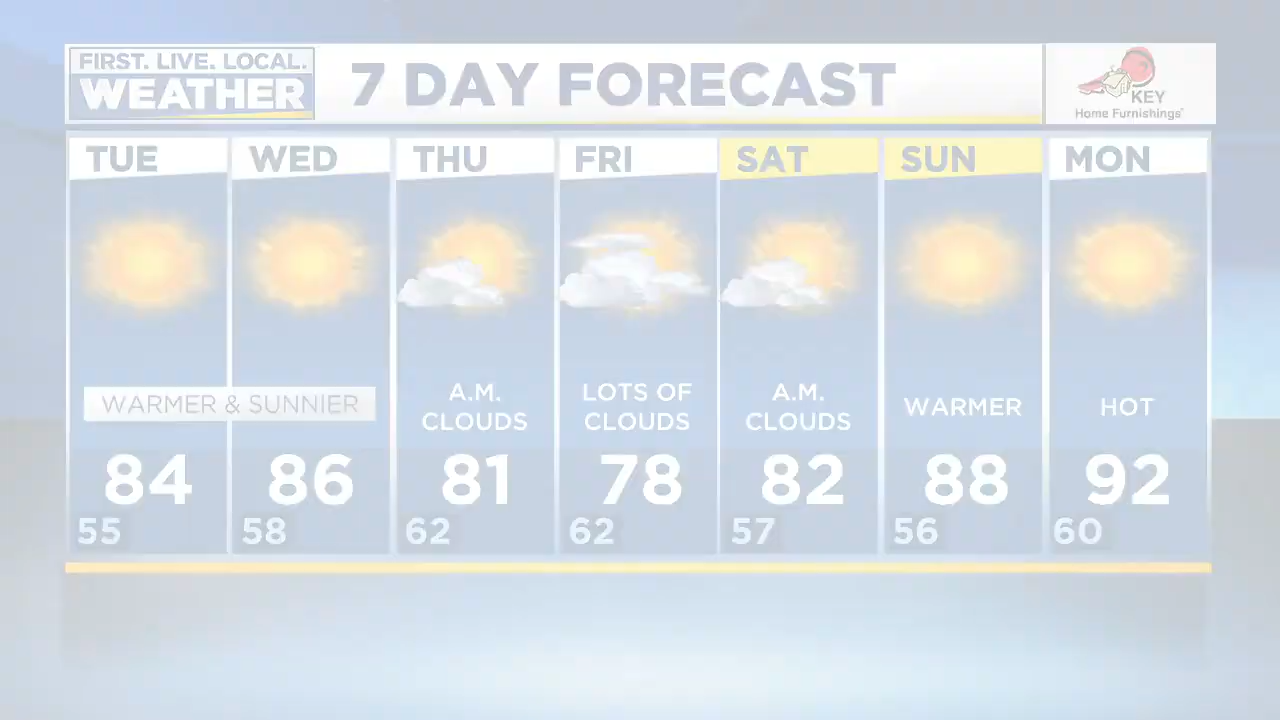 FIRST. LIVE. LOCAL.
WEATHER
7 DAY FORECAST
KEY
Home Furnishings
TUE WED THU FRI SAT SUN MON
WARMER & SUNNIER
A.M.
CLOUDS
LOTS OF
CLOUDS
A.M.
CLOUDS
WARMER
HOT
84 86 81 78 82 88 92
55 58 62 62 57 56 60